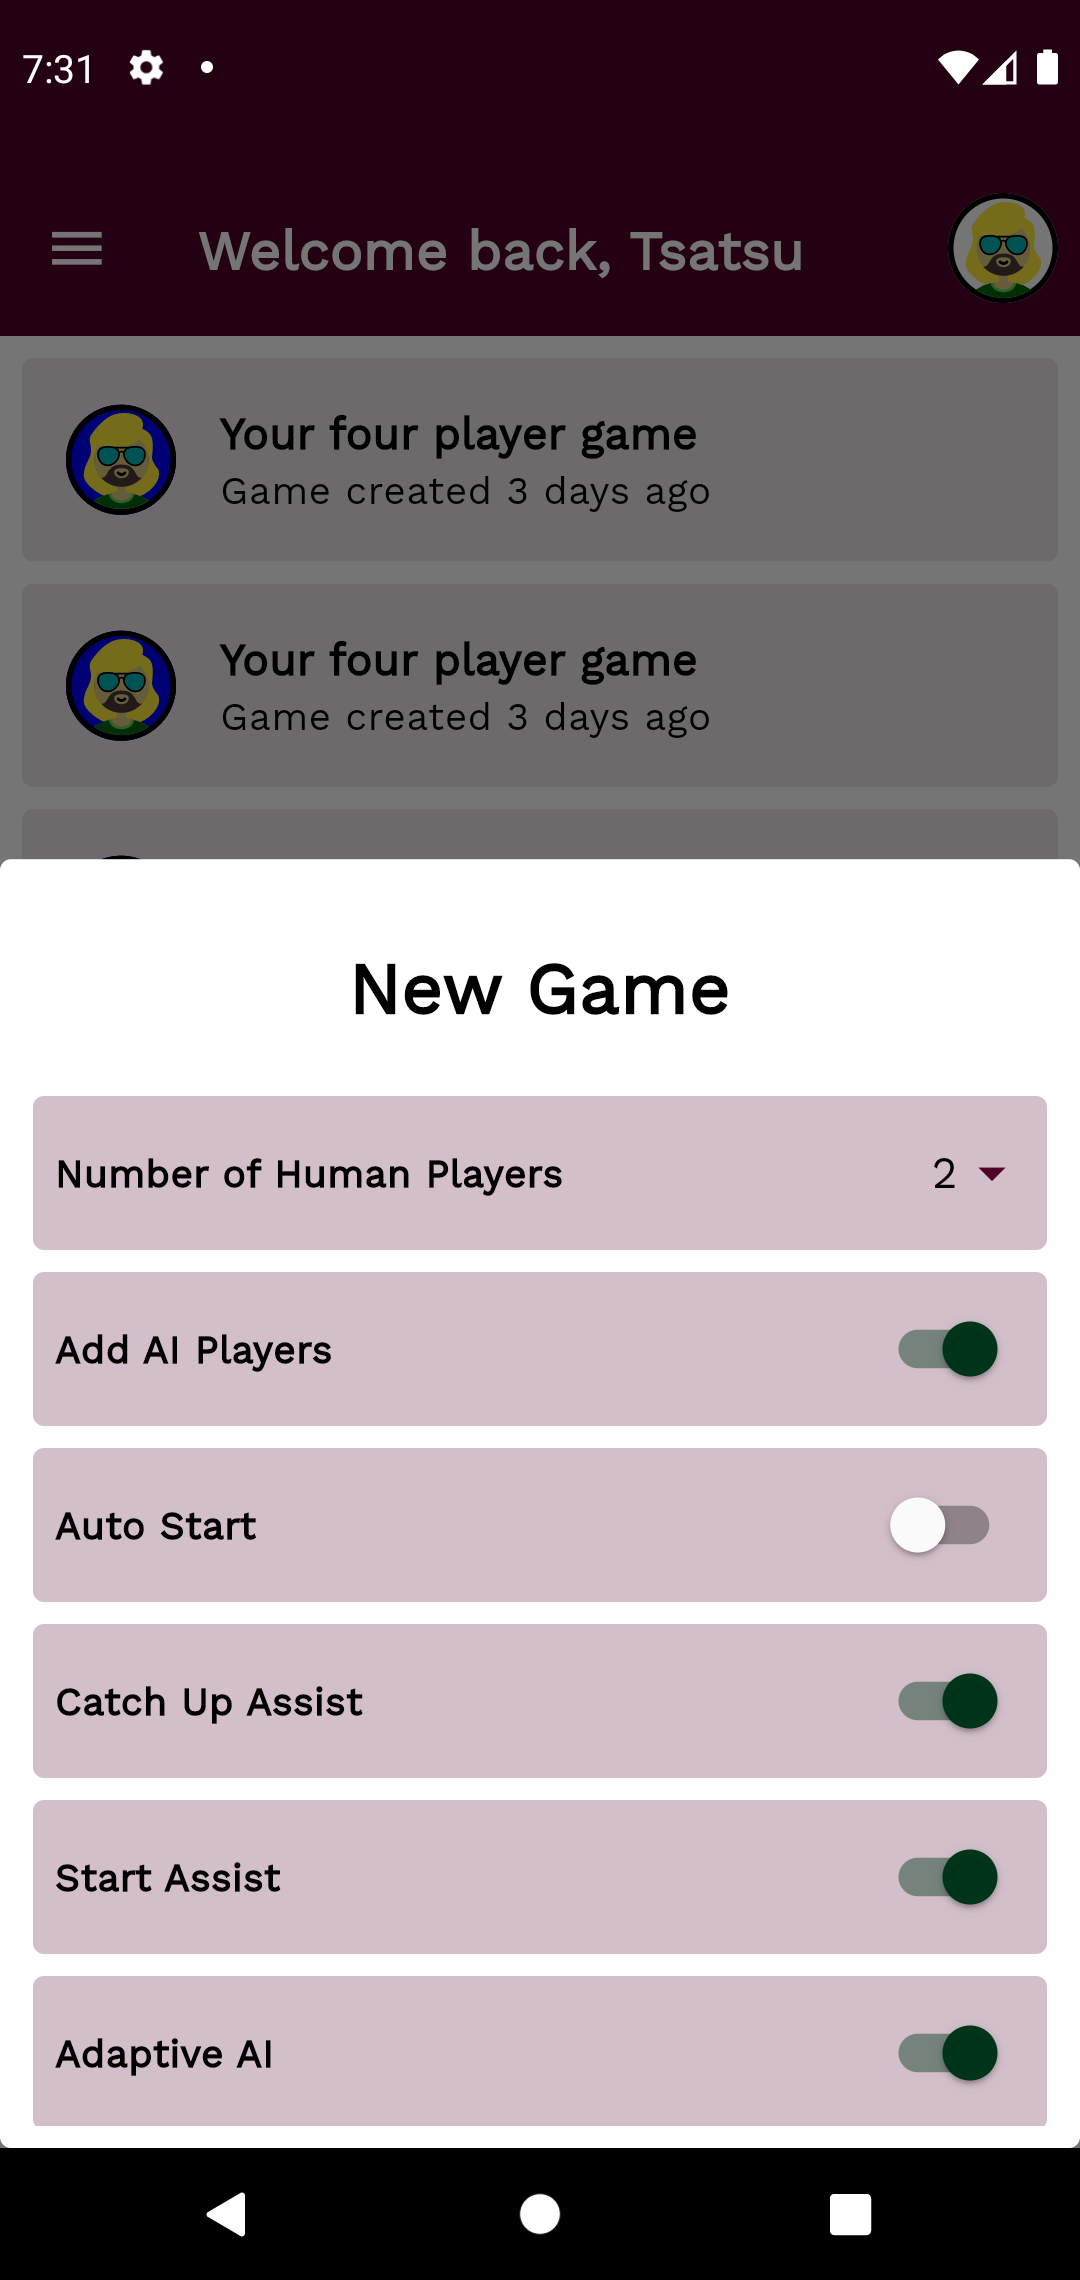 7:31
Welcome back, Tsatsu
Your four player game
Game created 3 days ago
Your four player game
Game created 3 days ago
New Game
Number of Human Players 2
Add AI Players
Auto Start
Catch Up Assist
Start Assist
Adaptive AI